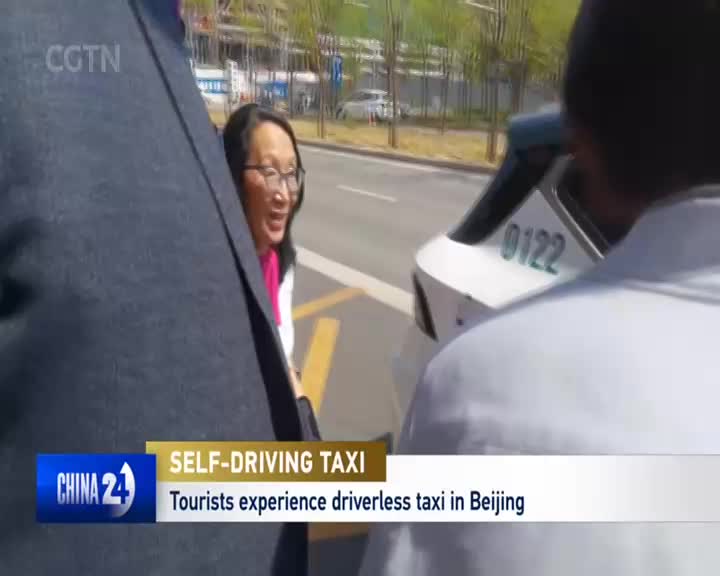 CGTN
0122
SELF-DRIVING TAXI
CHINA 24
Tourists experience driverless taxi in Beijing